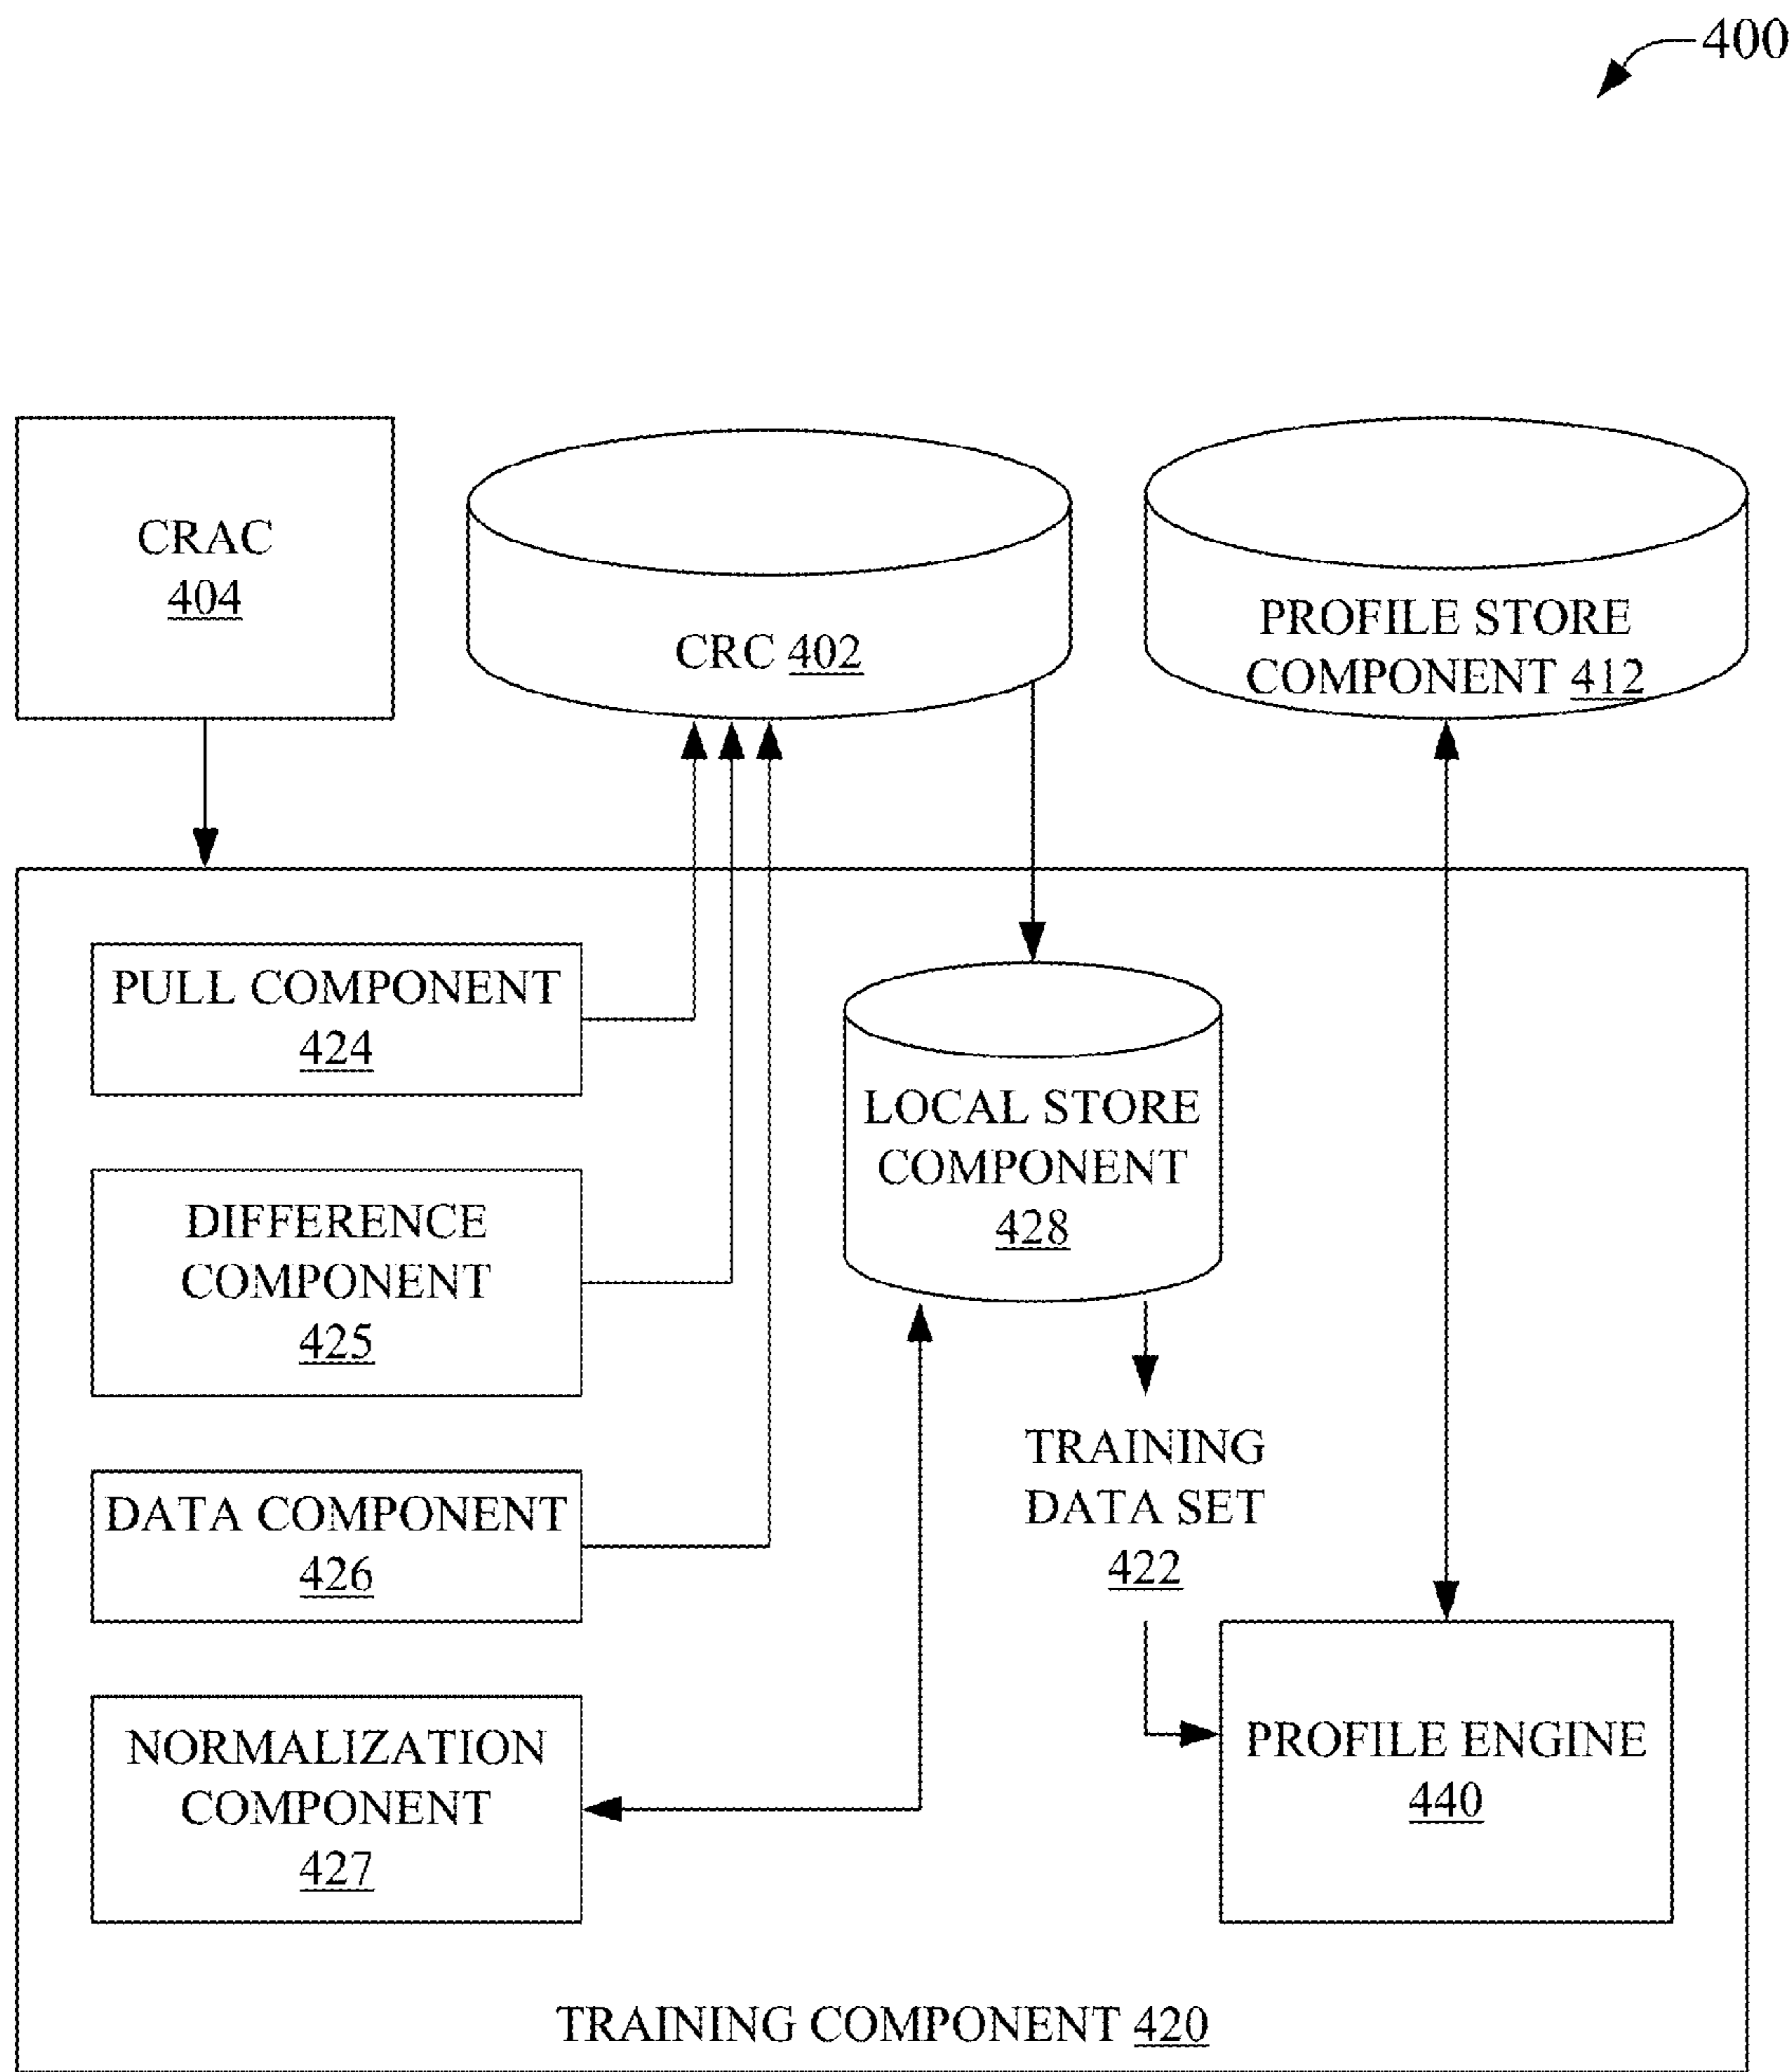 400
CRAC
404
CRC 402
PROFILE STORE
COMPONENT 412
PULL COMPONENT
424
DIFFERENCE
COMPONENT
425
DATA COMPONENT
426
NORMALIZATION
COMPONENT
427
LOCAL STORE
COMPONENT
428
TRAINING
DATA SET
422
PROFILE ENGINE
440
TRAINING COMPONENT 420